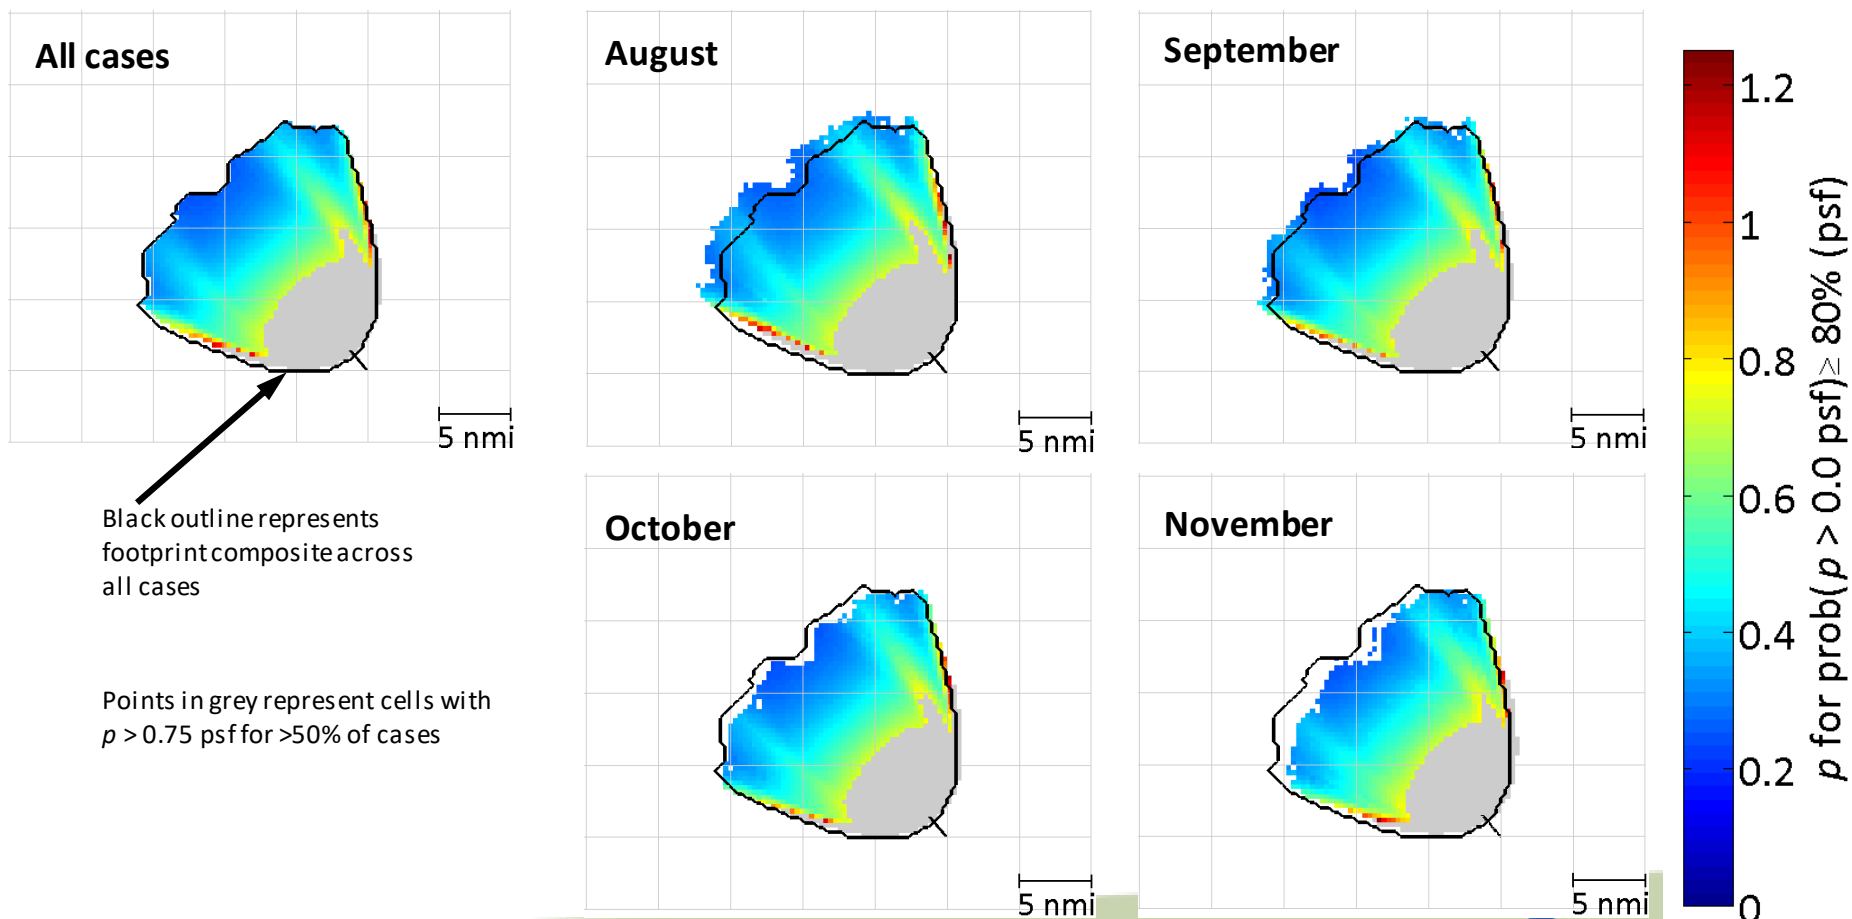 All cases
August
September
5 nmi
5 nmi
5 nmi
Black outline represents
footprint composite across
all cases
Points in grey represent cells with
p > 0.75 psf for >50% of cases
October
November
5 nmi
5 nmi
1.2
1
0.8
0.6
0.4
0.2
0
p for prob(p > 0.0 psf) ≥ 80% (psf)